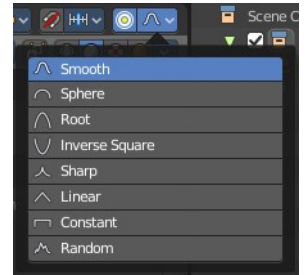 Scene C
Smooth
Sphere
Root
Inverse Square
Sharp
Linear
Constant
Random